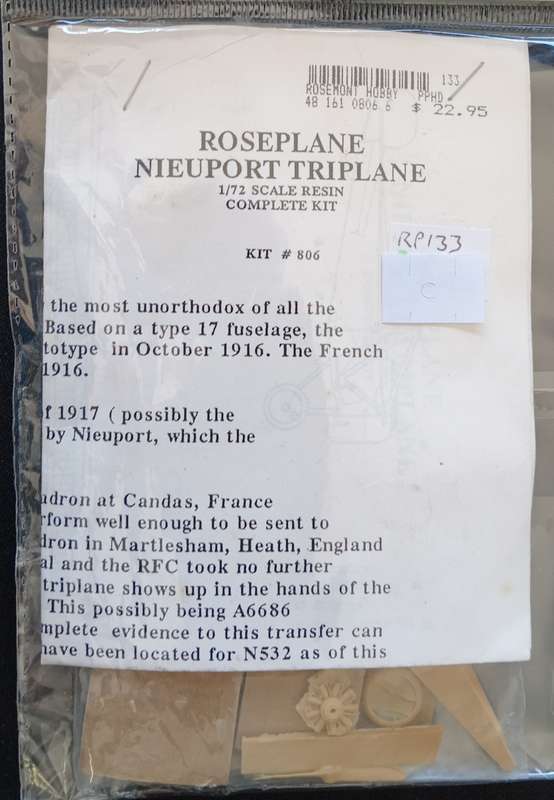 133
ROSEMONT HOBBY PPHD
48 161 0806 6 $ 22.95
ROSEPLANE
NIEUPORT TRIPLANE
1/72 SCALE RESIN
COMPLETE KIT
KIT # 806
RP133
C
the most unorthodox of all the
Based on a type 17 fuselage, the
totype in October 1916. The French
1916.
f 1917 ( possibly the
by Nieuport, which the
adron at Candas, France
rform well enough to be sent to
dron in Martlesham, Heath, England
al and the RFC took no further
triplane shows up in the hands of the
This possibly being A6686
mplete evidence to this transfer can
have been located for N532 as of this